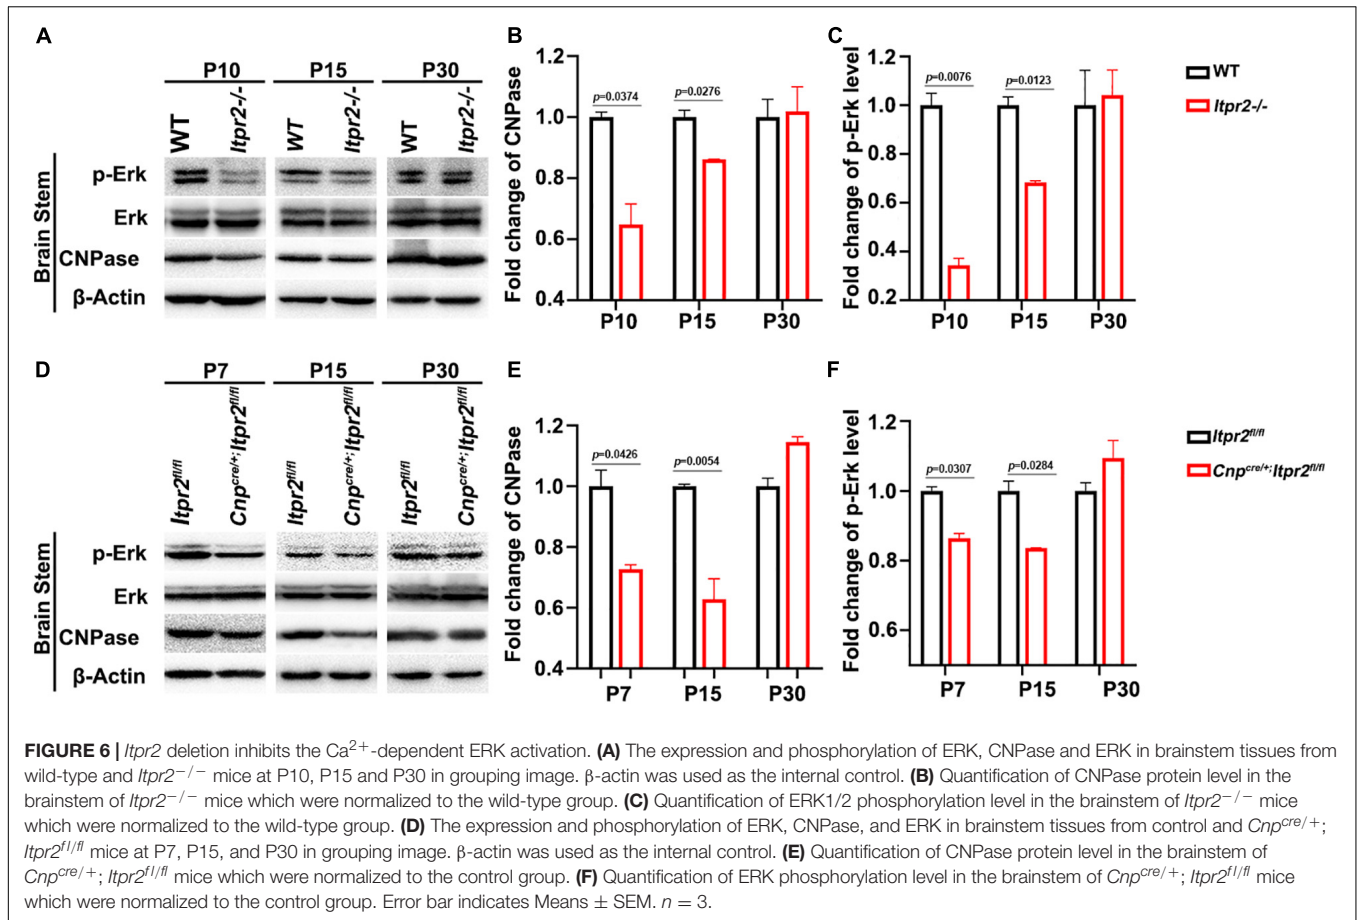 A
P10 P15 P30
WT Itpr2-/- WT Itpr2-/- WT Itpr2-/-
Brain Stem
p-Erk
Erk
CNPase
β-Actin
B
Fold change of CNPase
1.2
1.0
0.8
0.6
0.4
p=0.0374
p=0.0276
P10 P15 P30
C
Fold change of p-Erk level
1.2
1.0
0.8
0.6
0.4
0.2
p=0.0076
p=0.0123
P10 P15 P30
WT
Itpr2-/-
D
P7 P15 P30
Itpr2fl/fl Cnpcre/+;Itpr2fl/fl Itpr2fl/fl Cnpcre/+;Itpr2fl/fl Itpr2fl/fl Cnpcre/+;Itpr2fl/fl
Brain Stem
p-Erk
Erk
CNPase
β-Actin
E
Fold change of CNPase
1.2
1.0
0.8
0.6
0.4
p=0.0426
p=0.0054
P7 P15 P30
F
Fold change of p-Erk level
1.2
1.0
0.8
0.6
p=0.0307
p=0.0284
P7 P15 P30
Itpr2fl/fl
Cnpcre/+;Itpr2fl/fl
FIGURE 6 | Itpr2 deletion inhibits the Ca2+-dependent ERK activation. (A) The expression and phosphorylation of ERK, CNPase and ERK in brainstem tissues from
wild-type and Itpr2−/− mice at P10, P15 and P30 in grouping image. β-actin was used as the internal control. (B) Quantification of CNPase protein level in the
brainstem of Itpr2−/− mice which were normalized to the wild-type group. (C) Quantification of ERK1/2 phosphorylation level in the brainstem of Itpr2−/− mice
which were normalized to the wild-type group. (D) The expression and phosphorylation of ERK, CNPase, and ERK in brainstem tissues from control and Cnpcre/+;
Itpr2fl/fl mice at P7, P15, and P30 in grouping image. β-actin was used as the internal control. (E) Quantification of CNPase protein level in the brainstem of
Cnpcre/+; Itpr2fl/fl mice which were normalized to the control group. (F) Quantification of ERK phosphorylation level in the brainstem of Cnpcre/+; Itpr2fl/fl mice
which were normalized to the control group. Error bar indicates Means ± SEM. n = 3.